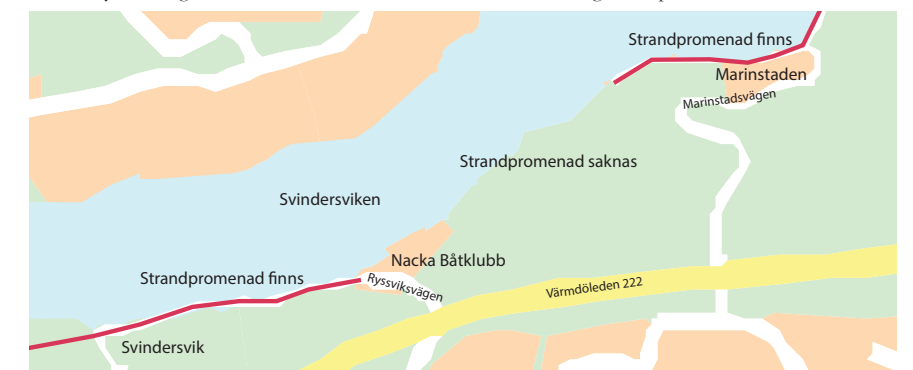 Strandpromenad finns
Marinstaden
Marinstadsvägen
Strandpromenad saknas
Svindersviken
Nacka Båtklubb
Strandpromenad finns
Ryssviksvägen
Värmdöleden 222
Svindersvik